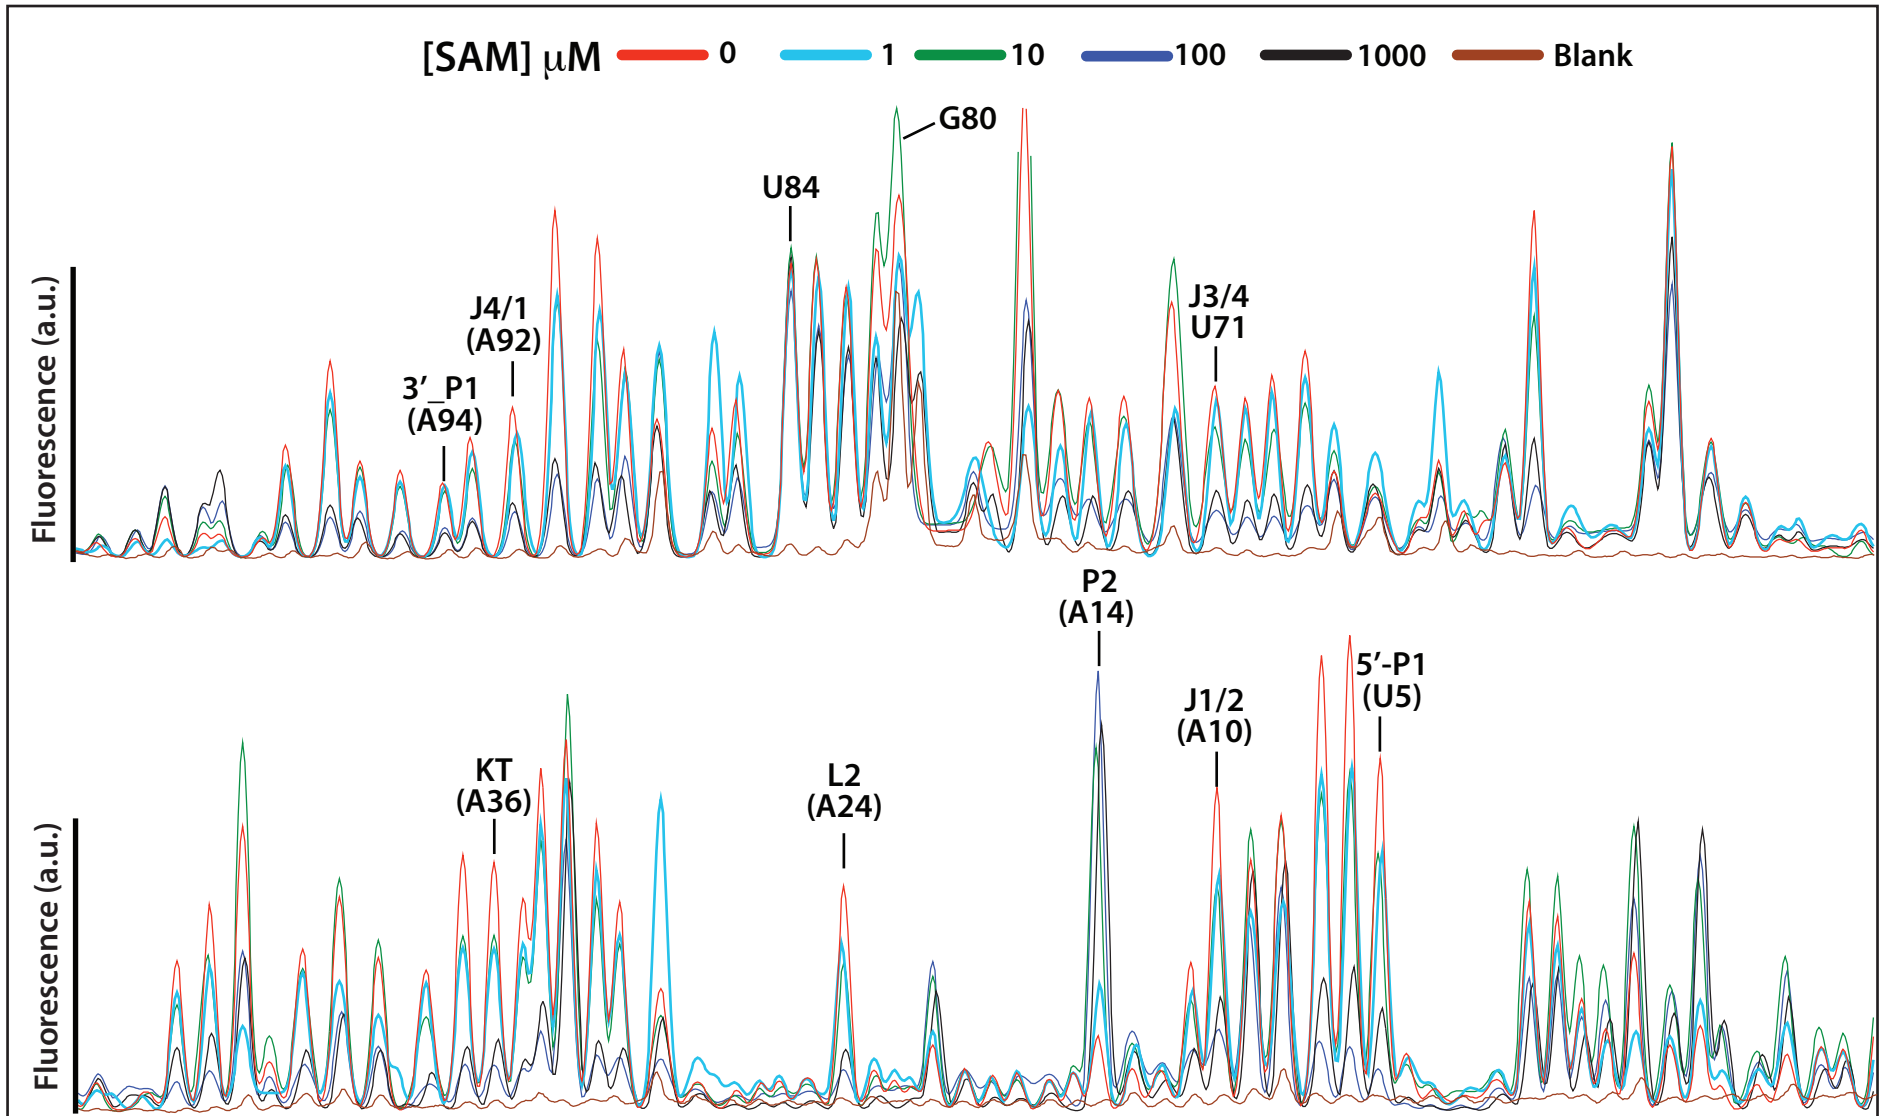 [SAM] μM 0 1 10 100 1000 Blank
G80
U84
J3/4
U71
J4/1
(A92)
3′_P1
(A94)
Fluorescence (a.u.)
P2
(A14)
5′-P1
(U5)
J1/2
(A10)
KT
(A36)
L2
(A24)
Fluorescence (a.u.)